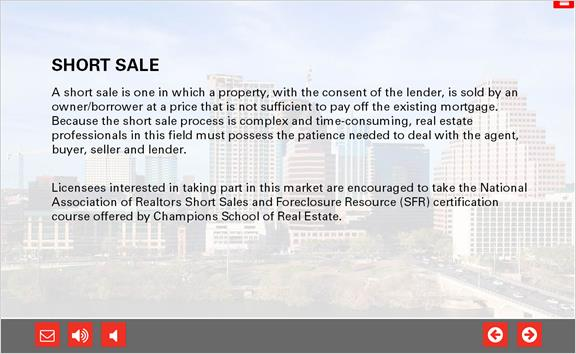 SHORT SALE
A short sale is one in which a property, with the consent of the lender, is sold by an
owner/borrower at a price that is not sufficient to pay off the existing mortgage.
Because the short sale process is complex and time-consuming, real estate
professionals in this field must possess the patience needed to deal with the agent,
buyer, seller and lender.
Licensees interested in taking part in this market are encouraged to take the National
Association of Realtors Short Sales and Foreclosure Resource (SFR) certification
course offered by Champions School of Real Estate.